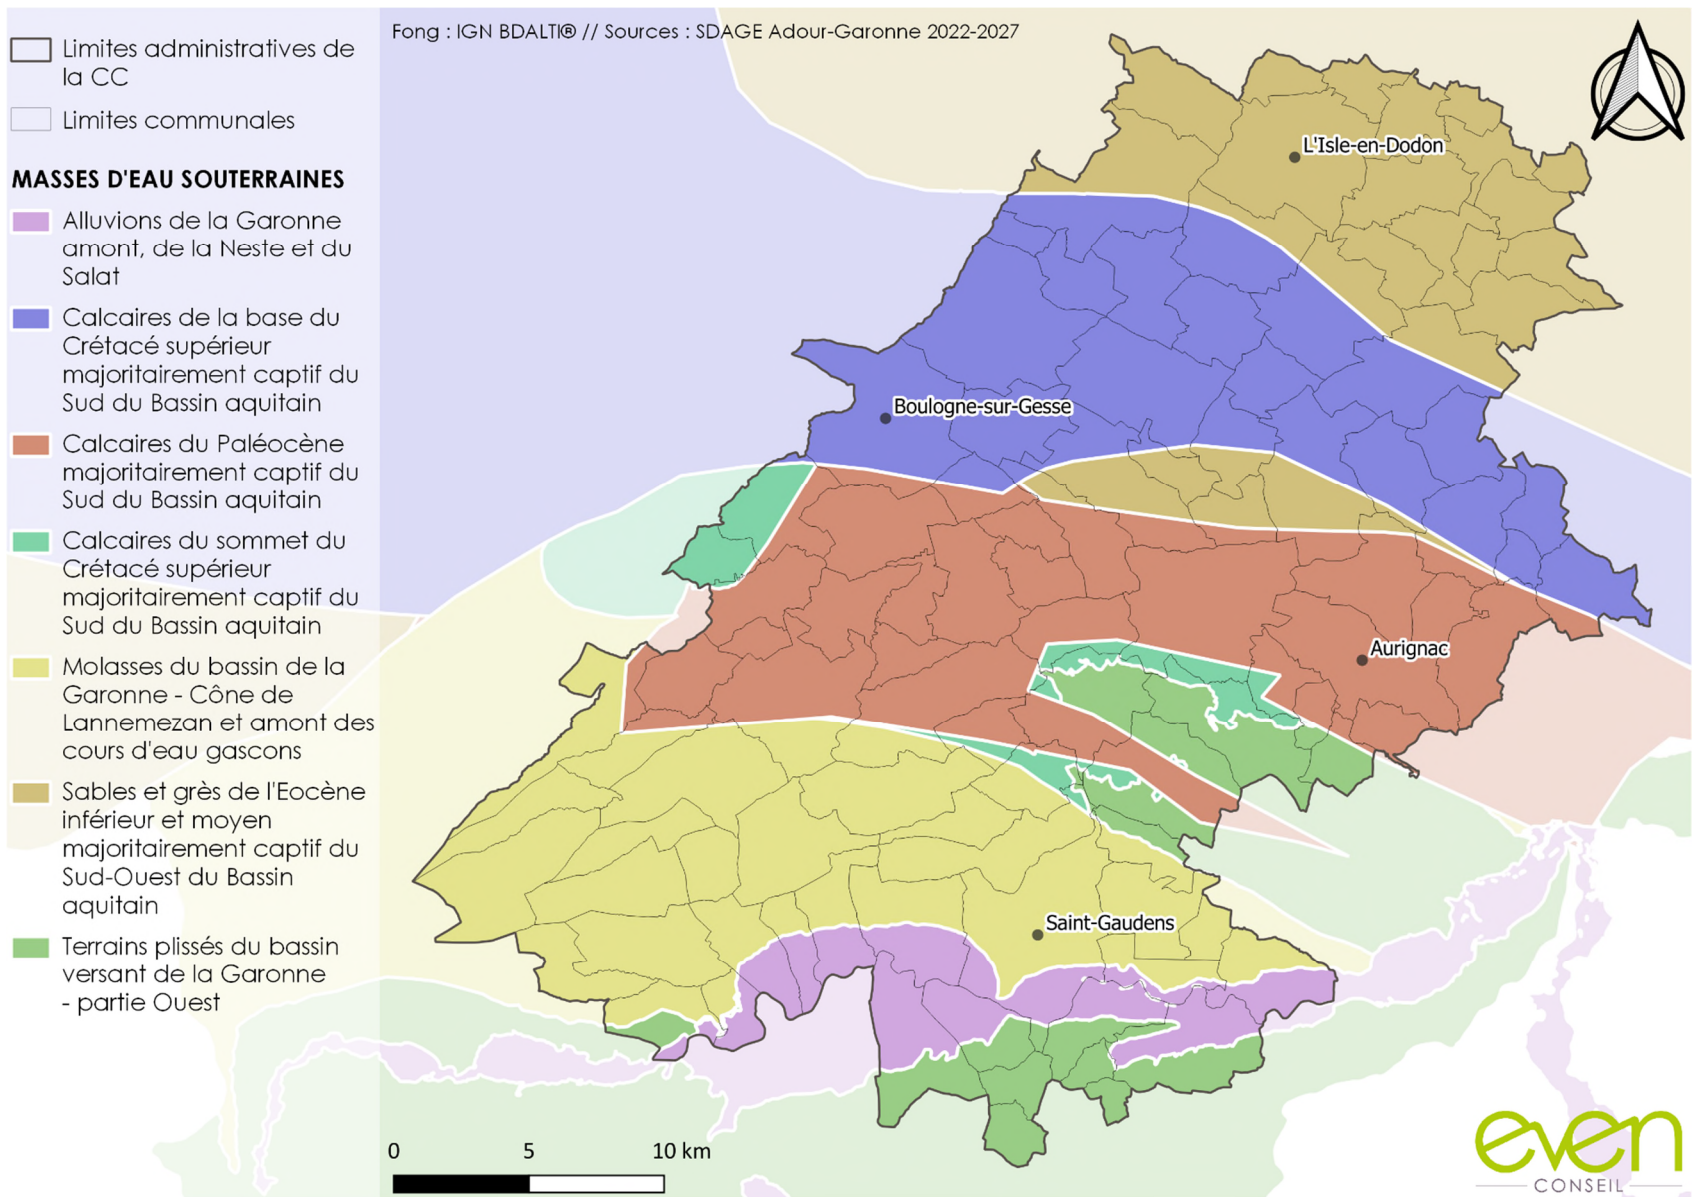 Fong : IGN BDALTI® // Sources : SDAGE Adour-Garonne 2022-2027
Limites administratives de
la CC
Limites communales
MASSES D'EAU SOUTERRAINES
Alluvions de la Garonne
amont, de la Neste et du
Salat
Calcaires de la base du
Crétacé supérieur
majoritairement captif du
Sud du Bassin aquitain
Calcaires du Paléocène
majoritairement captif du
Sud du Bassin aquitain
Calcaires du sommet du
Crétacé supérieur
majoritairement captif du
Sud du Bassin aquitain
Molasses du bassin de la
Garonne - Cône de
Lannemezan et amont des
cours d'eau gascons
Sables et grès de l'Eocène
inférieur et moyen
majoritairement captif du
Sud-Ouest du Bassin
aquitain
Terrains plissés du bassin
versant de la Garonne
- partie Ouest
L'Isle-en-Dodon
Boulogne-sur-Gesse
Aurignac
Saint-Gaudens
0 5 10 km
even
CONSEIL